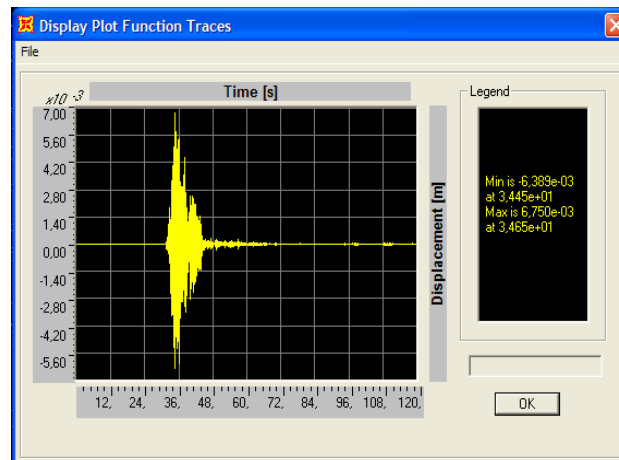 Display Plot Function Traces
File
x10 -3
Time [s]
Legend
7,00
5,60
4,20
2,80
1,40
0,00
-1,40
-2,80
-4,20
-5,60
Displacement [m]
Min is -6,389e-03
at 3,445e+01
Max is 6,750e-03
at 3,465e+01
12, 24, 36, 48, 60, 72, 84, 96, 108, 120,
OK